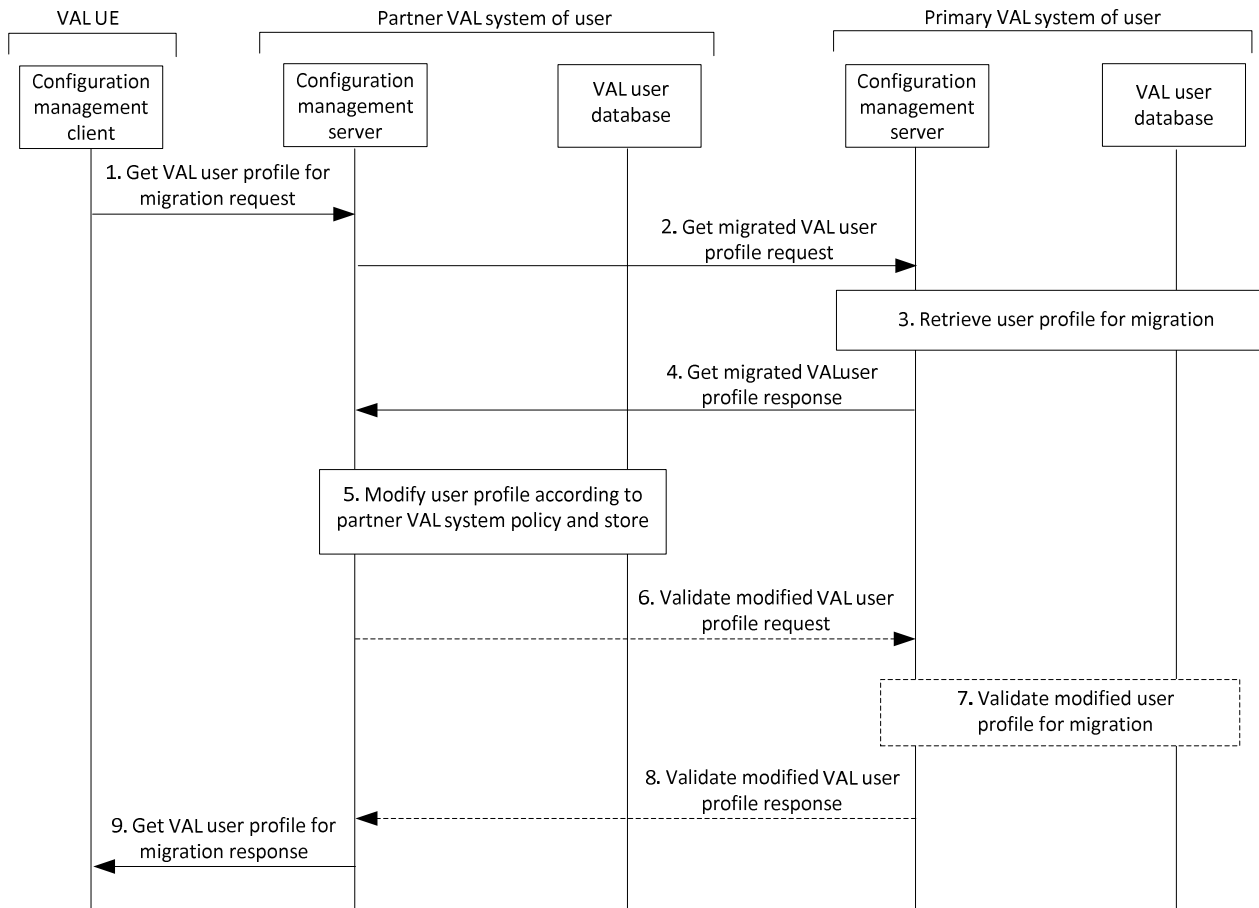 VAL UE
Partner VAL system of user
Primary VAL system of user
Configuration
management
client
Configuration
management
server
VAL user
database
Configuration
management
server
VAL user
database
1. Get VAL user profile for
migration request
2. Get migrated VAL user
profile request
3. Retrieve user profile for migration
4. Get migrated VALuser
profile response
5. Modify user profile according to
partner VAL system policy and store
6. Validate modified VAL user
profile request
7. Validate modified user
profile for migration
8. Validate modified VAL user
profile response
9. Get VAL user profile for
migration response